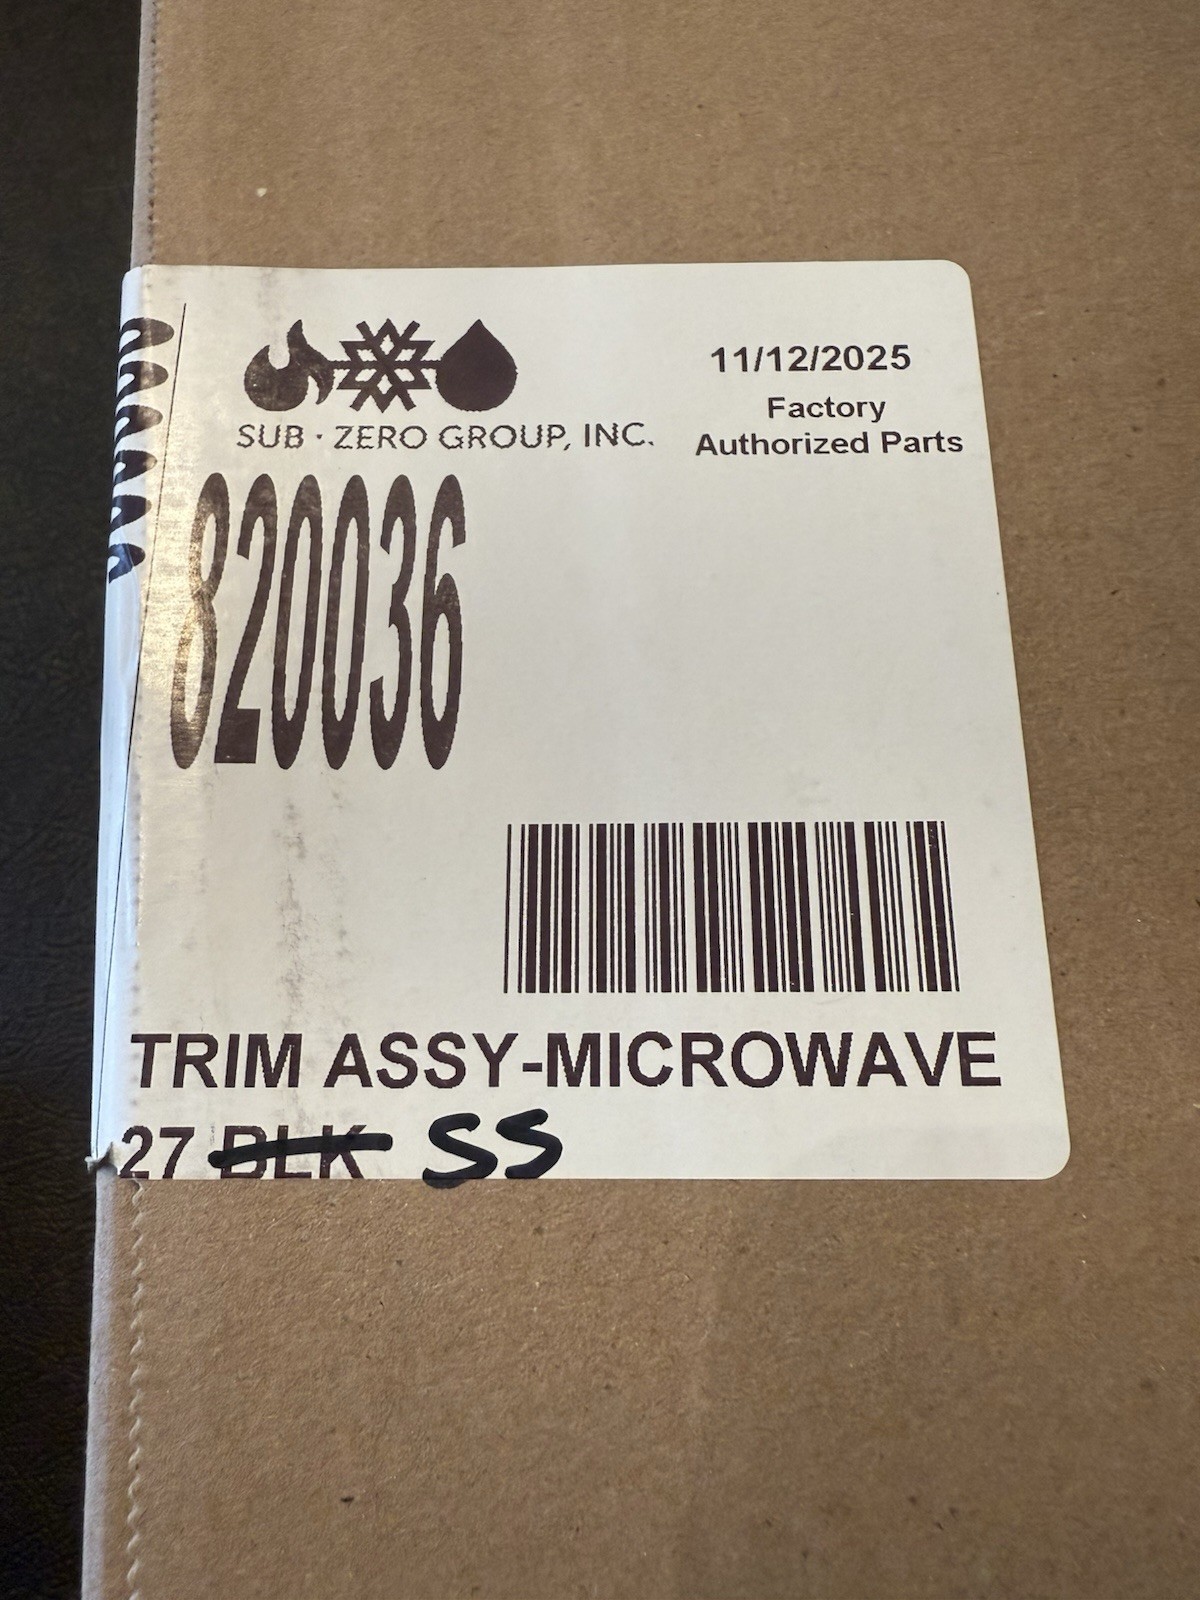 11/12/2025
Factory
Authorized Parts
SUB · ZERO GROUP, INC.
820036
TRIM ASSY-MICROWAVE
27 BLK SS